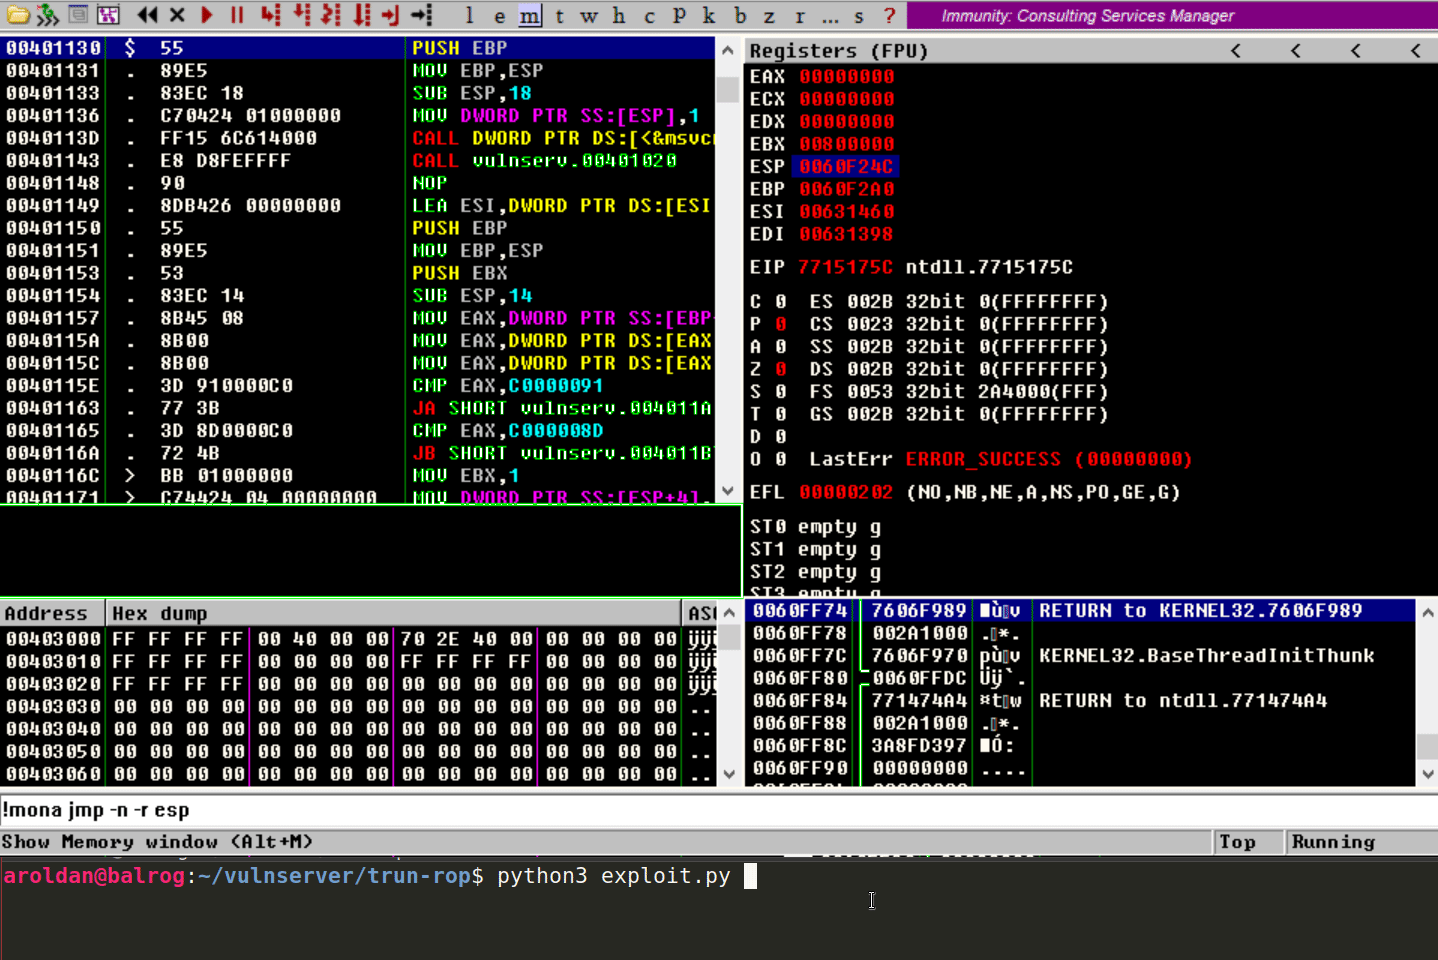 l e m t w h c P k b z r ... s ? Immunity: Consulting Services Manager
00401130 $ 55 PUSH EBP
00401131 . 89E5 MOV EBP,ESP
00401133 . 83EC 18 SUB ESP,18
00401136 . C70424 01000000 MOV DWORD PTR SS:[ESP],1
0040113D . FF15 6C614000 CALL DWORD PTR DS:[<&msvcr
00401143 . E8 D8FEFFFF CALL vulnserv.00401020
00401148 . 90 NOP
00401149 . 8DB426 00000000 LEA ESI,DWORD PTR DS:[ESI
00401150 . 55 PUSH EBP
00401151 . 89E5 MOV EBP,ESP
00401153 . 53 PUSH EBX
00401154 . 83EC 14 SUB ESP,14
00401157 . 8B45 08 MOV EAX,DWORD PTR SS:[EBP+
0040115A . 8B00 MOV EAX,DWORD PTR DS:[EAX
0040115C . 8B00 MOV EAX,DWORD PTR DS:[EAX
0040115E . 3D 910000C0 CMP EAX,C0000091
00401163 . 77 3B JA SHORT vulnserv.004011A
00401165 . 3D 8D0000C0 CMP EAX,C000008D
0040116A . 72 4B JB SHORT vulnserv.004011B
0040116C > BB 01000000 MOV EBX,1
00401171 > C74424 04 00000000 MOV DWORD PTR SS:[ESP+4],
Registers (FPU) < < < <
EAX 00000000
ECX 00000000
EDX 00000000
EBX 00800000
ESP 0060F24C
EBP 0060F2A0
ESI 00631460
EDI 00631398
EIP 7715175C ntdll.7715175C
C 0 ES 002B 32bit 0(FFFFFFFF)
P 0 CS 0023 32bit 0(FFFFFFFF)
A 0 SS 002B 32bit 0(FFFFFFFF)
Z 0 DS 002B 32bit 0(FFFFFFFF)
S 0 FS 0053 32bit 2A4000(FFF)
T 0 GS 002B 32bit 0(FFFFFFFF)
D 0
O 0 LastErr ERROR_SUCCESS (00000000)
EFL 00000202 (NO,NB,NE,A,NS,PO,GE,G)
ST0 empty g
ST1 empty g
ST2 empty g
ST3 empty g
Address Hex dump ASC
00403000 FF FF FF FF 00 40 00 00 70 2E 40 00 00 00 00 00 ÿÿÿ
00403010 FF FF FF FF 00 00 00 00 FF FF FF FF 00 00 00 00 ÿÿÿ
00403020 FF FF FF FF 00 00 00 00 00 00 00 00 00 00 00 00 ÿÿÿ
00403030 00 00 00 00 00 00 00 00 00 00 00 00 00 00 00 00 ..
00403040 00 00 00 00 00 00 00 00 00 00 00 00 00 00 00 00 ..
00403050 00 00 00 00 00 00 00 00 00 00 00 00 00 00 00 00 ..
00403060 00 00 00 00 00 00 00 00 00 00 00 00 00 00 00 00 ..
0060FF74 7606F989 ù▯v RETURN to KERNEL32.7606F989
0060FF78 002A1000 .▯*.
0060FF7C 7606F970 pù▯v KERNEL32.BaseThreadInitThunk
0060FF80 0060FFDC Üÿ`.
0060FF84 771474A4 ¤t▯w RETURN to ntdll.771474A4
0060FF88 002A1000 .▯*.
0060FF8C 3A8FD397 Ó:
0060FF90 00000000 ....
!mona jmp -n -r esp
Show Memory window (Alt+M) Top Running
aroldan@balrog:~/vulnserver/trun-rop$ python3 exploit.py